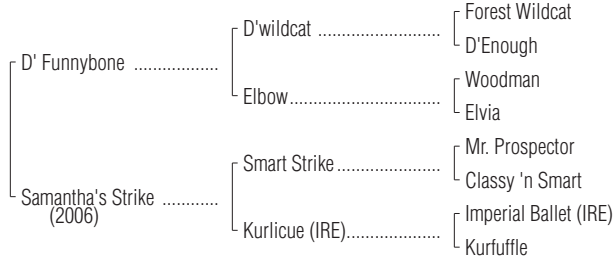 Forest Wildcat
D'wildcat ..............................
D'Enough
D' Funnybone ..................
Woodman
Elbow.....................................
Elvia
Mr. Prospector
Smart Strike.........................
Classy 'n Smart
Samantha's Strike ............
(2006)
Imperial Ballet (IRE)
Kurlicue (IRE).......................
Kurfuffle